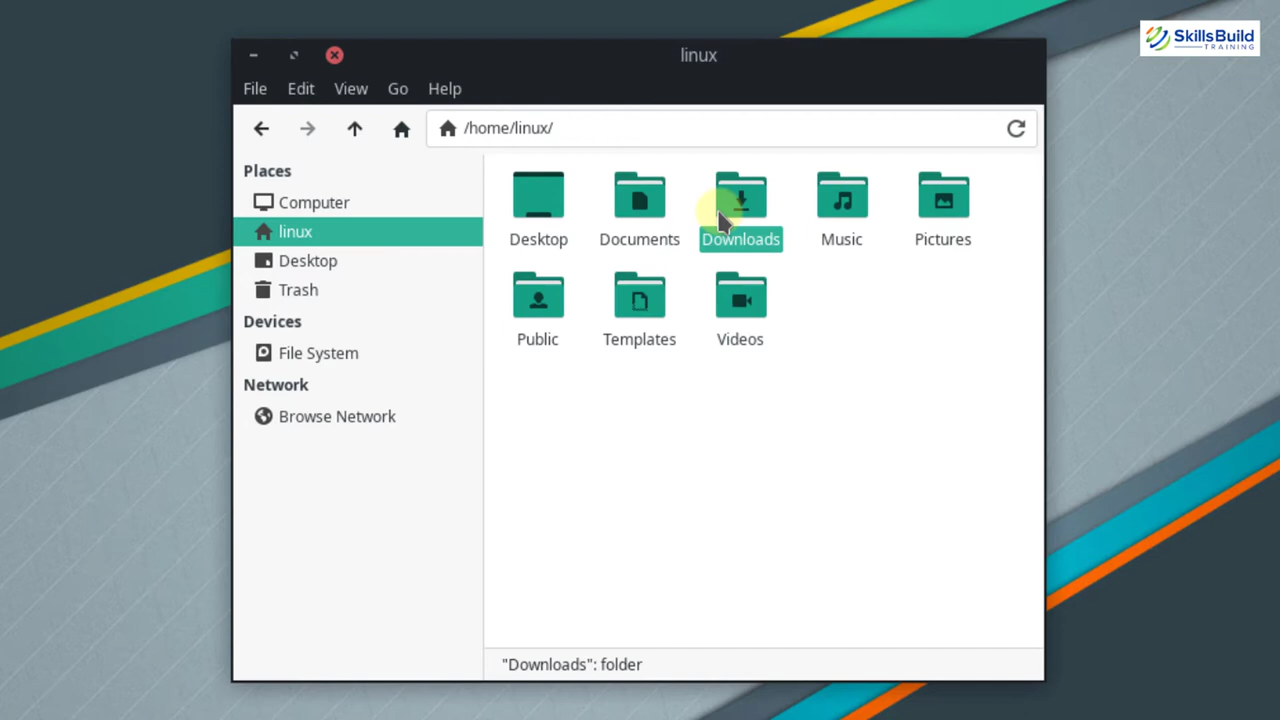 SkillsBuild
TRAINING
linux
File Edit View Go Help
/home/linux/
Places
Computer
linux
Desktop
Trash
Devices
File System
Network
Browse Network
Desktop Documents Downloads Music Pictures
Public Templates Videos
"Downloads": folder